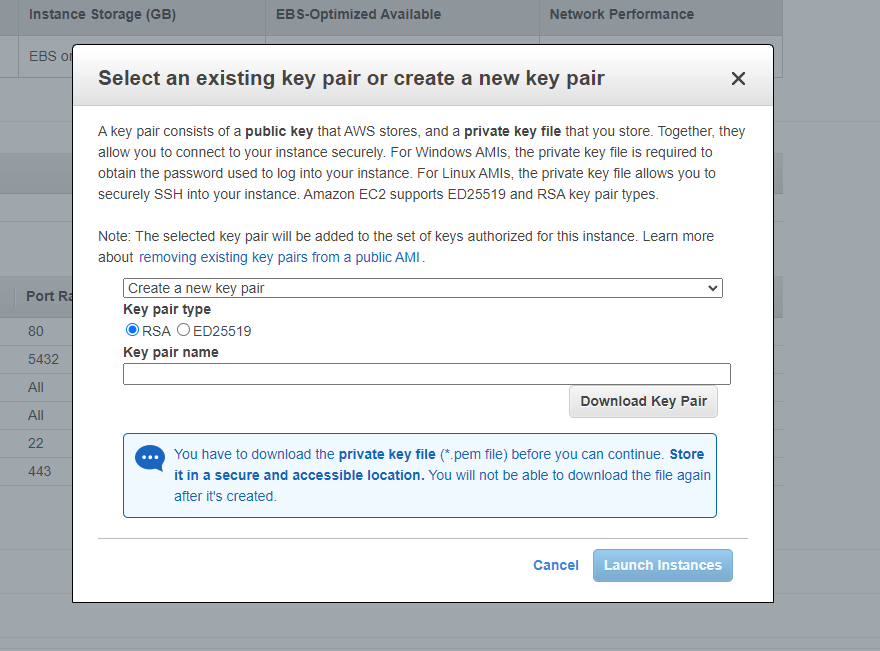 Instance Storage (GB) EBS-Optimized Available Network Performance
EBS
Select an existing key pair or create a new key pair
A key pair consists of a public key that AWS stores, and a private key file that you store. Together, they
allow you to connect to your instance securely. For Windows AMIs, the private key file is required to
obtain the password used to log into your instance. For Linux AMIs, the private key file allows you to
securely SSH into your instance. Amazon EC2 supports ED25519 and RSA key pair types.
Note: The selected key pair will be added to the set of keys authorized for this instance. Learn more
about removing existing key pairs from a public AMI.
Create a new key pair
Port
Key pair type
80
RSA ED25519
Key pair name
5432
All
Download Key Pair
All
22
You have to download the private key file (*.pem file) before you can continue. Store
443
it in a secure and accessible location. You will not be able to download the file again
after it's created.
Cancel Launch Instances